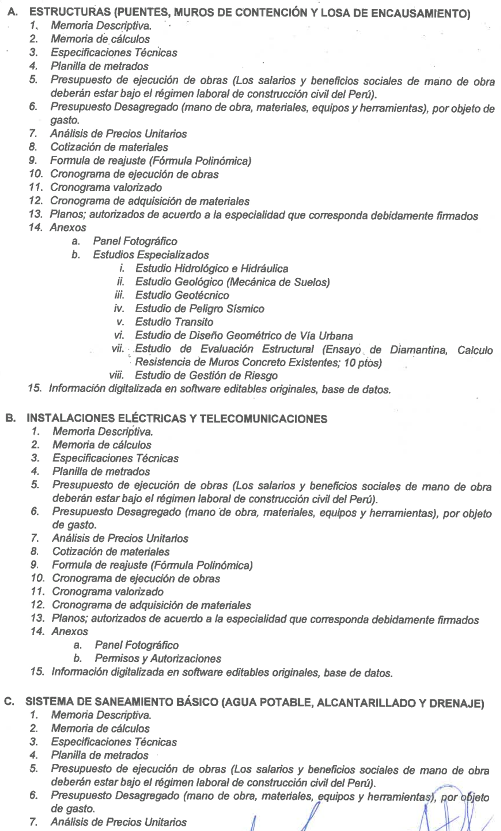 A. ESTRUCTURAS (PUENTES, MUROS DE CONTENCIÓN Y LOSA DE ENCAUSAMIENTO)
1. Memoria Descriptiva.
2. Memoria de cálculos
3. Especificaciones Técnicas
4. Planilla de metrados
5. Presupuesto de ejecución de obras (Los salarios y beneficios sociales de mano de obra
deberán estar bajo el régimen laboral de construcción civil del Perú).
6. Presupuesto Desagregado (mano de obra, materiales, equipos y herramientas), por objeto de
gasto.
7. Análisis de Precios Unitarios
8. Cotización de materiales
9. Formula de reajuste (Fórmula Polinómica)
10. Cronograma de ejecución de obras
11. Cronograma valorizado
12. Cronograma de adquisición de materiales
13. Planos; autorizados de acuerdo a la especialidad que corresponda debidamente firmados
14. Anexos
a. Panel Fotográfico
b. Estudios Especializados
i. Estudio Hidrológico e Hidráulica
ii. Estudio Geológico (Mecánica de Suelos)
iii. Estudio Geotécnico
iv. Estudio de Peligro Sísmico
v. Estudio Transito
vi. Estudio de Diseño Geométrico de Vía Urbana
vii. Estudio de Evaluación Estructural (Ensayo de Diamantina, Calculo
Resistencia de Muros Concreto Existentes; 10 ptos)
viii. Estudio de Gestión de Riesgo
15. Información digitalizada en software editables originales, base de datos.
B. INSTALACIONES ELÉCTRICAS Y TELECOMUNICACIONES
1. Memoria Descriptiva.
2. Memoria de cálculos
3. Especificaciones Técnicas
4. Planilla de metrados
5. Presupuesto de ejecución de obras (Los salarios y beneficios sociales de mano de obra
deberán estar bajo el régimen laboral de construcción civil del Perú).
6. Presupuesto Desagregado (mano de obra, materiales, equipos y herramientas), por objeto
de gasto.
7. Análisis de Precios Unitarios
8. Cotización de materiales
9. Formula de reajuste (Fórmula Polinómica)
10. Cronograma de ejecución de obras
11. Cronograma valorizado
12. Cronograma de adquisición de materiales
13. Planos; autorizados de acuerdo a la especialidad que corresponda debidamente firmados
14. Anexos
a. Panel Fotográfico
b. Permisos y Autorizaciones
15. Información digitalizada en software editables originales, base de datos.
C. SISTEMA DE SANEAMIENTO BÁSICO (AGUA POTABLE, ALCANTARILLADO Y DRENAJE)
1. Memoria Descriptiva.
2. Memoria de cálculos
3. Especificaciones Técnicas
4. Planilla de metrados
5. Presupuesto de ejecución de obras (Los salarios y beneficios sociales de mano de obra
deberán estar bajo el régimen laboral de construcción civil del Perú).
6. Presupuesto Desagregado (mano de obra, materiales, equipos y herramientas), por objeto
de gasto.
7. Análisis de Precios Unitarios